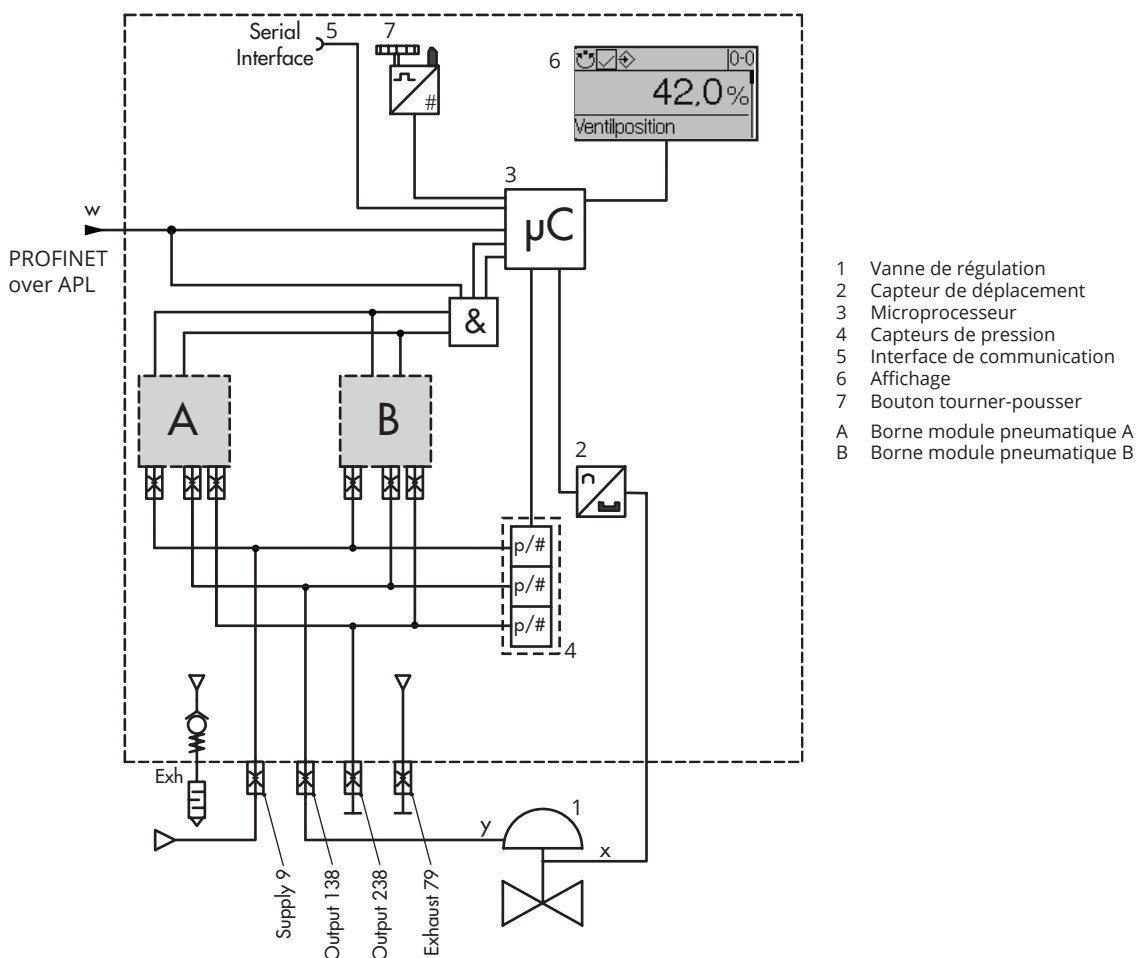 Serial
Interface
5
7
6
0-0
42,0%
Ventilposition
#
3
µC
w
PROFINET
over APL
&
A
B
2
p/#
p/#
p/#
4
Exh
1
y
x
Supply 9
Output 138
Output 238
Exhaust 79
1 Vanne de régulation
2 Capteur de déplacement
3 Microprocesseur
4 Capteurs de pression
5 Interface de communication
6 Affichage
7 Bouton tourner-pousser
A Borne module pneumatique A
B Borne module pneumatique B